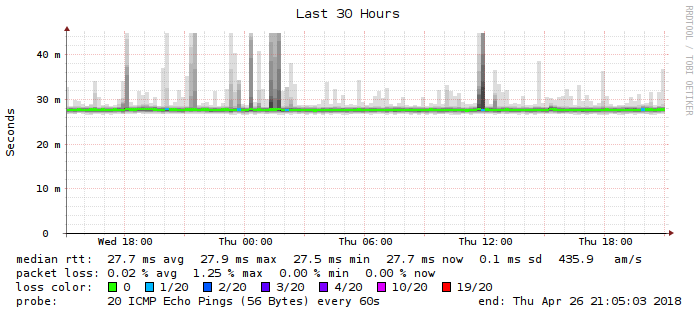 Last 30 Hours
RRDTOOL / TOBI OETIKER
Seconds
40 m
30 m
20 m
10 m
0
Wed 18:00 Thu 00:00 Thu 06:00 Thu 12:00 Thu 18:00
median rtt: 27.7 ms avg 27.9 ms max 27.5 ms min 27.7 ms now 0.1 ms sd 435.9 am/s
packet loss: 0.02 % avg 1.25 % max 0.00 % min 0.00 % now
loss color: 0 1/20 2/20 3/20 4/20 10/20 19/20
probe: 20 ICMP Echo Pings (56 Bytes) every 60s end: Thu Apr 26 21:05:03 2018